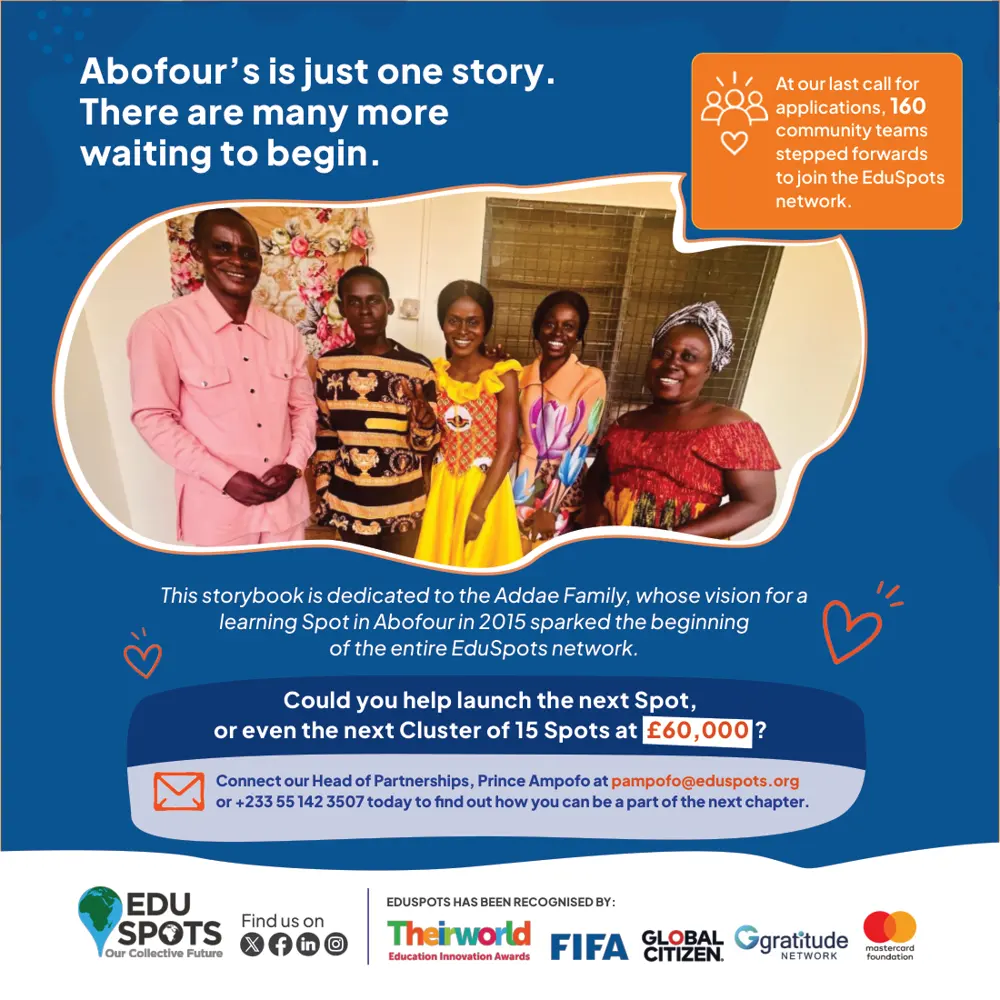 Abofour's is just one story.
There are many more
waiting to begin.
At our last call for
applications, 160
community teams
stepped forwards
to join the EduSpots
network.
This storybook is dedicated to the Addae Family, whose vision for a
learning Spot in Abofour in 2015 sparked the beginning
of the entire EduSpots network.
Could you help launch the next Spot,
or even the next Cluster of 15 Spots at £60,000?
Connect our Head of Partnerships, Prince Ampofo at pampofo@eduspots.org
or +233 55 142 3507 today to find out how you can be a part of the next chapter.
EDU
SPOTS
Our Collective Future
Find us on
EDUSPOTS HAS BEEN RECOGNISED BY:
Theirworld
Education Innovation Awards
FIFA
GLOBAL
CITIZEN.
Ggratitude
NETWORK
mastercard
foundation